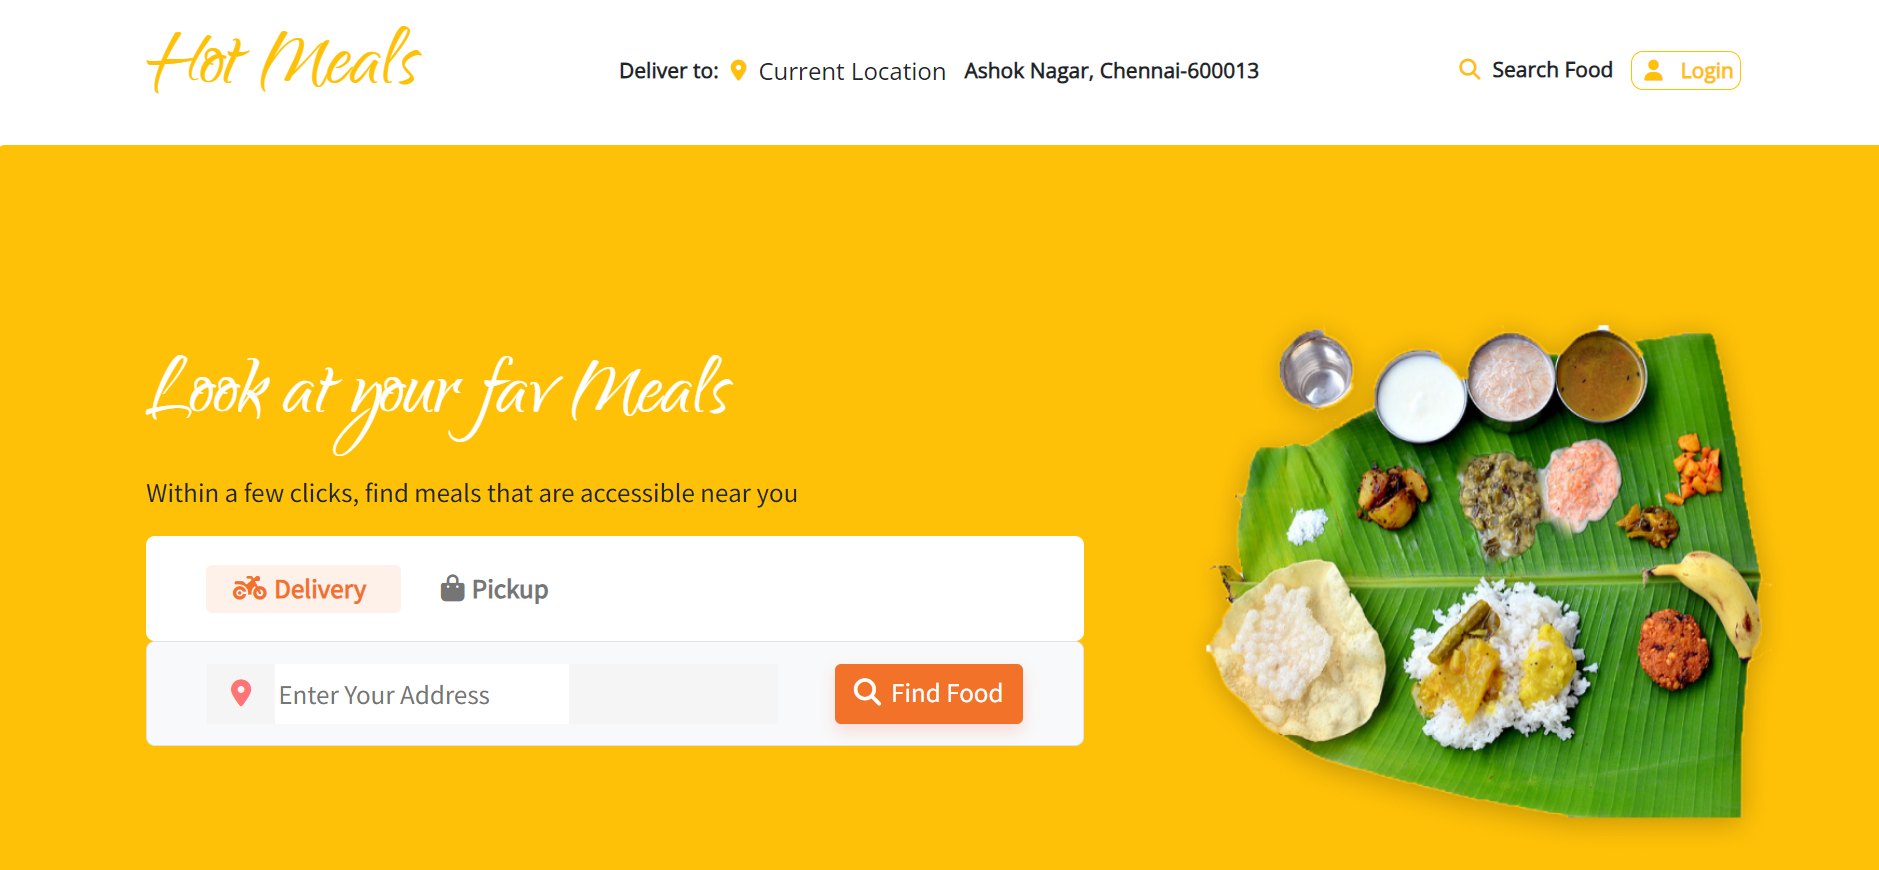 Hot Meals
Deliver to: Current Location Ashok Nagar, Chennai-600013
Search Food
Login
Look at your fav Meals
Within a few clicks, find meals that are accessible near you
Delivery Pickup
Enter Your Address
Find Food